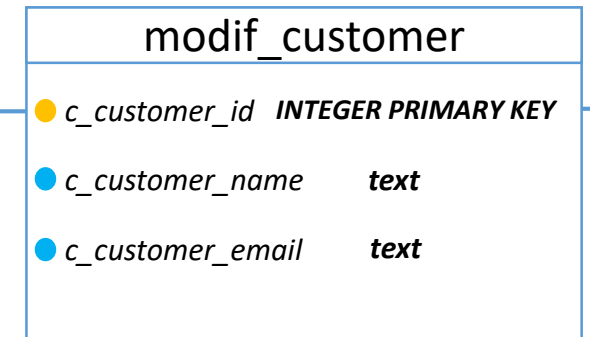 modif_customer
c_customer_id INTEGER PRIMARY KEY
c_customer_name text
c_customer_email text